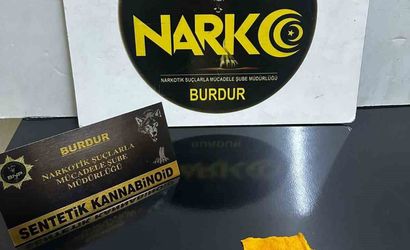 NARKO
NARKOTİK SUÇLARLA MÜCADELE ŞUBE MÜDÜRLÜĞÜ
BURDUR
BURDUR
NARKOTİK SUÇLARLA
MÜCADELE ŞUBE
MÜDÜRLÜĞÜ
SENTETİK KANNABİNOİD